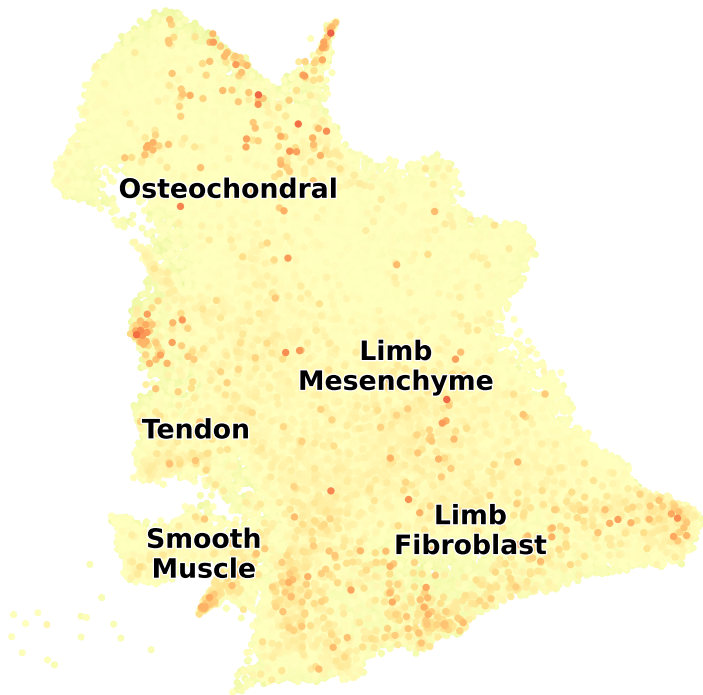 Osteochondral
Limb
Mesenchyme
Tendon
Limb
Fibroblast
Smooth
Muscle